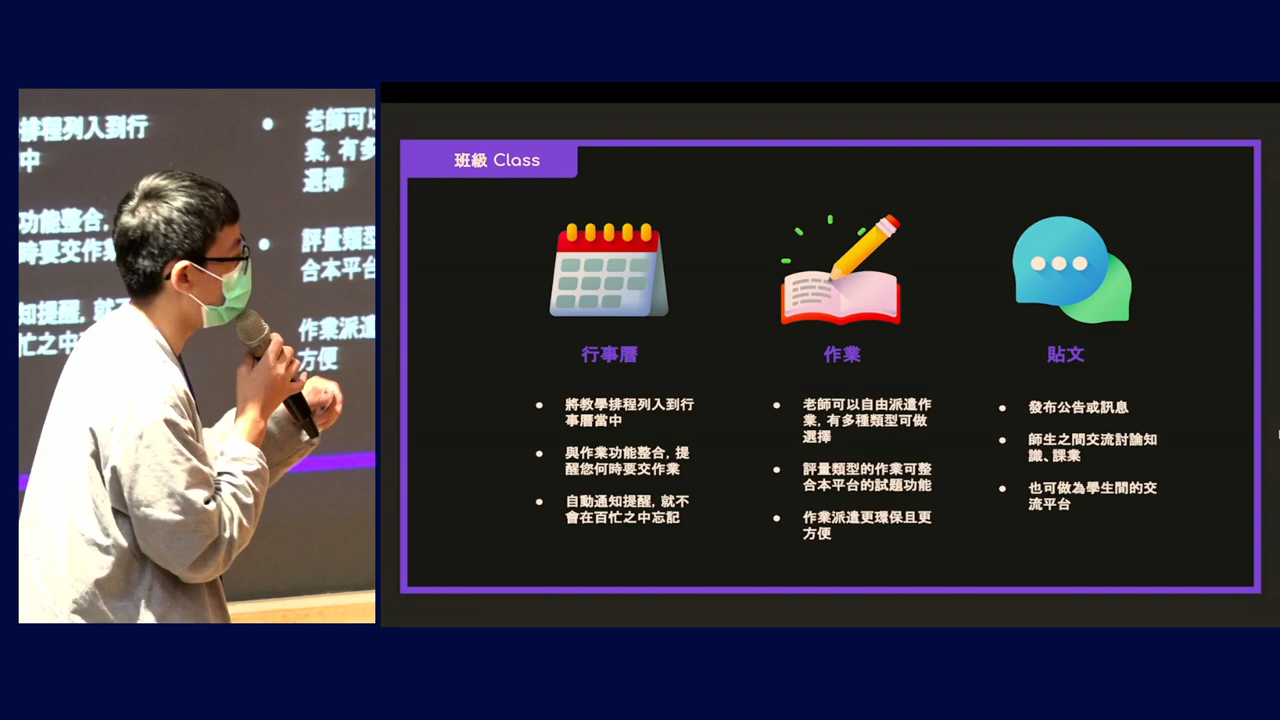 排程列入到行
中
功能整合,
時要交作業
知提醒, 就不
忙之中
老師可以
業, 有多
選擇
評量類型
合本平台
作業派遣
方便
班級 Class
行事曆
將教學排程列入到行
事曆當中
與作業功能整合, 提
醒您何時要交作業
自動通知提醒, 就不
會在百忙之中忘記
作業
老師可以自由派遣作
業, 有多種類型可做
選擇
評量類型的作業可整
合本平台的試題功能
作業派遣更環保且更
方便
貼文
發布公告或訊息
師生之間交流討論知
識、課業
也可做為學生間的交
流平台